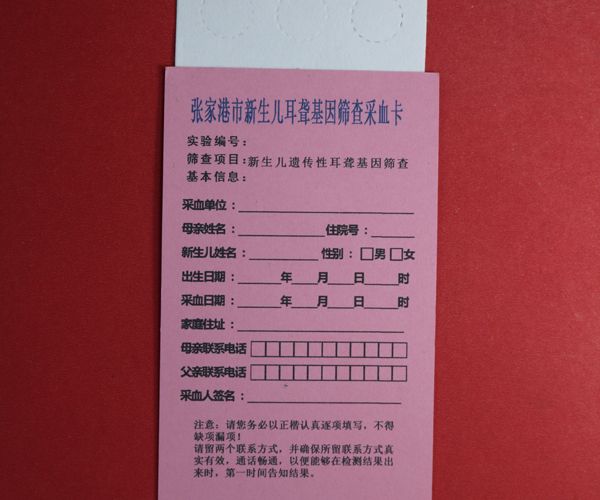 张家港市新生儿耳聋基因筛查采血卡
实验编号：
筛查项目：新生儿遗传性耳聋基因筛查
基本信息：
采血单位：
母亲姓名： 住院号：
新生儿姓名： 性别：□男□女
出生日期： 年 月 日 时
采血日期： 年 月 日 时
家庭住址：
母亲联系电话
父亲联系电话
采血人签名：
注意：请您务必以正楷认真逐项填写，不得
缺项漏项！
请留两个联系方式，并确保所留联系方式真
实有效，通话畅通，以便能够在检测结果出
来时，第一时间告知结果。